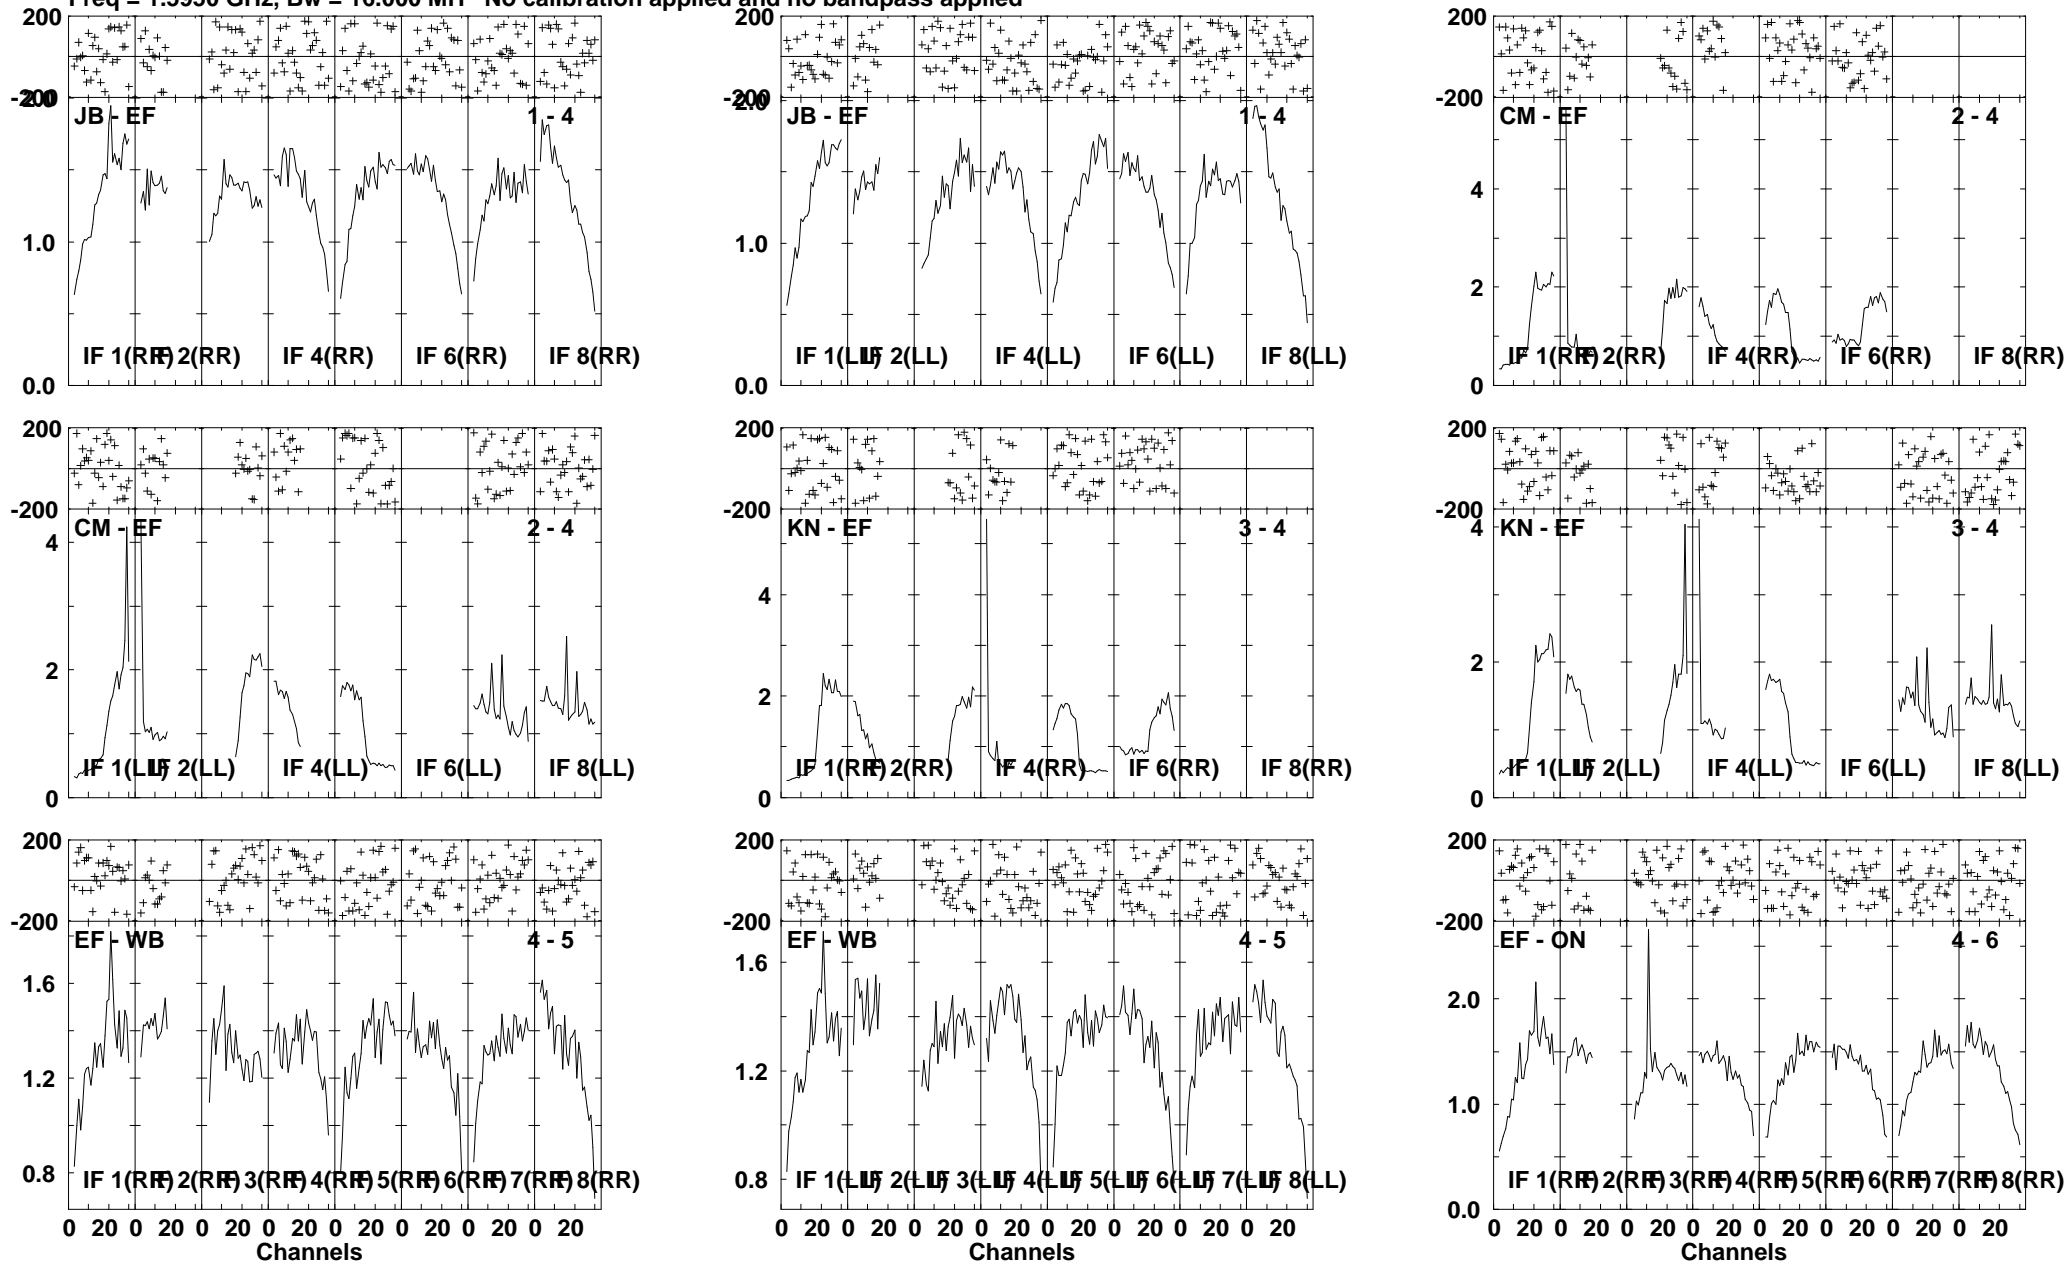 No calibration applied and no bandpass applied
200 200 200
-200 2.0 -200 2.0 -200
JB - EF 1 - 4 JB - EF 1 - 4 CM - EF 2 - 4
4
1.0 1.0 2
IF 1(RR) IF 2(RR) IF 4(RR) IF 6(RR) IF 8(RR) IF 1(LL) IF 2(LL) IF 4(LL) IF 6(LL) IF 8(LL) IF 1(RR) IF 2(RR) IF 4(RR) IF 6(RR) IF 8(RR)
0.0 0.0 0
200 200 200
-200 -200 -200
CM - EF 2 - 4 KN - EF 3 - 4 KN - EF 3 - 4
4 4 4
2 2 2
IF 1(LL) IF 2(LL) IF 4(LL) IF 6(LL) IF 8(LL) IF 1(RR) IF 2(RR) IF 4(RR) IF 6(RR) IF 8(RR) IF 1(LL) IF 2(LL) IF 4(LL) IF 6(LL) IF 8(LL)
0 0 0
200 200 200
-200 -200 -200
EF - WB 4 - 5 EF - WB 4 - 5 EF - ON 4 - 6
1.6 1.6 2.0
1.2 1.2 1.0
0.8 IF 1(RR) IF 2(RR) IF 3(RR) IF 4(RR) IF 5(RR) IF 6(RR) IF 7(RR) IF 8(RR) 0.8 IF 1(LL) IF 2(LL) IF 3(LL) IF 4(LL) IF 5(LL) IF 6(LL) IF 7(LL) IF 8(LL) IF 1(RR) IF 2(RR) IF 3(RR) IF 4(RR) IF 5(RR) IF 6(RR) IF 7(RR) IF 8(RR)
0.0
0 20 0 20 0 20 0 20 0 20 0 20 0 20 0 20 0 20 0 20 0 20 0 20 0 20 0 20 0 20 0 20 0 20 0 20 0 20 0 20 0 20 0 20 0 20 0 20
Channels Channels Channels